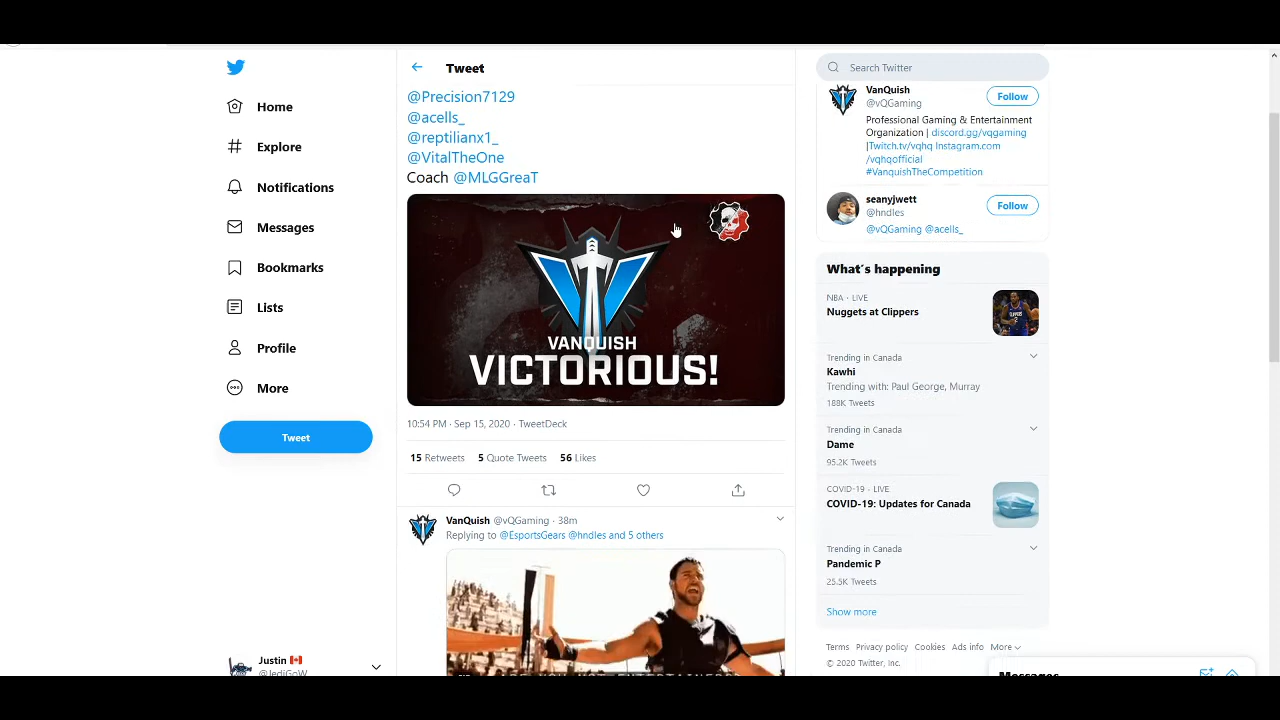 Home
Explore
Notifications
Messages
Bookmarks
Lists
Profile
More
Tweet
Justin
@JediGoW
Tweet
@Precision7129
@acells_
@reptilianx1_
@VitalTheOne
Coach @MLGGreaT
VANQUISH
VICTORIOUS!
10:54 PM · Sep 15, 2020 · TweetDeck
15 Retweets 5 Quote Tweets 56 Likes
VanQuish @vQGaming · 38m
Replying to @EsportsGears @hndles and 5 others
Search Twitter
VanQuish
@vQGaming
Follow
Professional Gaming & Entertainment
Organization | discord.gg/vqgaming
|Twitch.tv/vqhq Instagram.com
/vqhqofficial
#VanquishTheCompetition
seanyjwett
@hndles
Follow
@vQGaming @acells_
What's happening
NBA · LIVE
Nuggets at Clippers
Trending in Canada
Kawhi
Trending with: Paul George, Murray
188K Tweets
Trending in Canada
Dame
95.2K Tweets
COVID-19 · LIVE
COVID-19: Updates for Canada
Trending in Canada
Pandemic P
25.5K Tweets
Show more
Terms Privacy policy Cookies Ads info More
© 2020 Twitter, Inc.
Messages